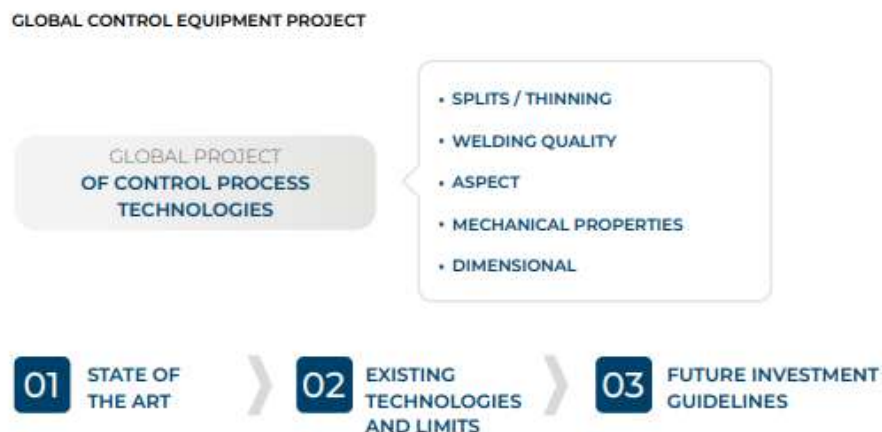 GLOBAL CONTROL EQUIPMENT PROJECT
GLOBAL PROJECT
OF CONTROL PROCESS
TECHNOLOGIES
• SPLITS / THINNING
• WELDING QUALITY
• ASPECT
• MECHANICAL PROPERTIES
• DIMENSIONAL
01
STATE OF
THE ART
02
EXISTING
TECHNOLOGIES
AND LIMITS
03
FUTURE INVESTMENT
GUIDELINES